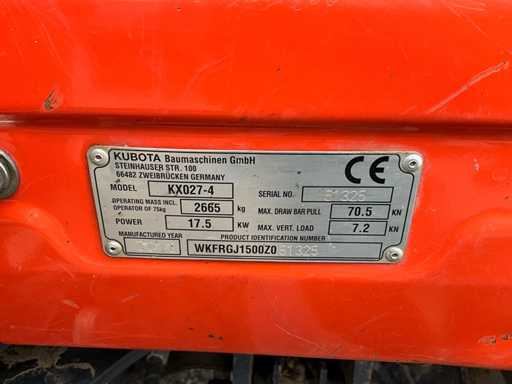 KUBOTA Baumaschinen GmbH
STEINHAUSER STR. 100
66482 ZWEIBRÜCKEN GERMANY
CE
MODEL KX027-4
SERIAL NO. 51325
OPERATING MASS INCL. OPERATOR OF 75kg 2665 kg
MAX. DRAW BAR PULL 70.5 KN
POWER 17.5 KW
MAX. VERT. LOAD 7.2 KN
MANUFACTURED YEAR
PRODUCT IDENTIFICATION NUMBER
WKFRGJ1500Z051325